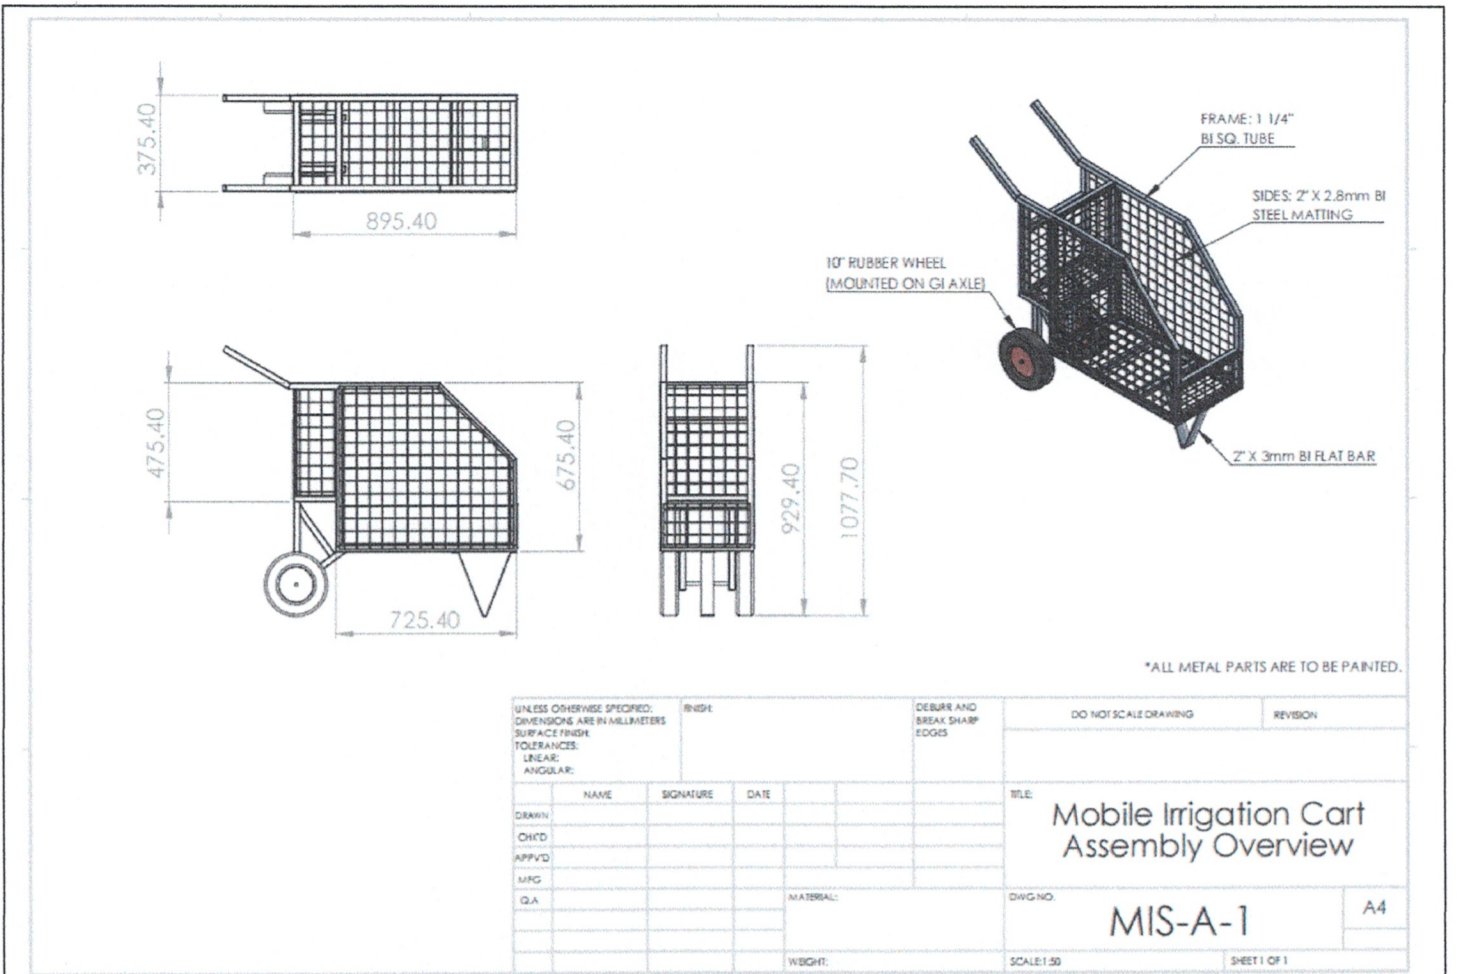 375.40
895.40
FRAME: 1 1/4"
BI SQ. TUBE
SIDES: 2" X 2.8mm BI
STEEL MATTING
10" RUBBER WHEEL
(MOUNTED ON GI AXLE)
2" X 3mm BI FLAT BAR
475.40
675.40
725.40
929.40
1077.70
*ALL METAL PARTS ARE TO BE PAINTED.
UNLESS OTHERWISE SPECIFIED:
DIMENSIONS ARE IN MILLIMETERS
SURFACE FINISH:
TOLERANCES:
LINEAR:
ANGULAR:
FINISH:
DEBURR AND
BREAK SHARP
EDGES
DO NOT SCALE DRAWING
REVISION
NAME
SIGNATURE
DATE
DRAWN
CHK'D
APPV'D
MFG
Q.A
MATERIAL:
WEIGHT:
TITLE:
Mobile Irrigation Cart
Assembly Overview
DWG NO.
MIS-A-1
A4
SCALE:1:50
SHEET 1 OF 1